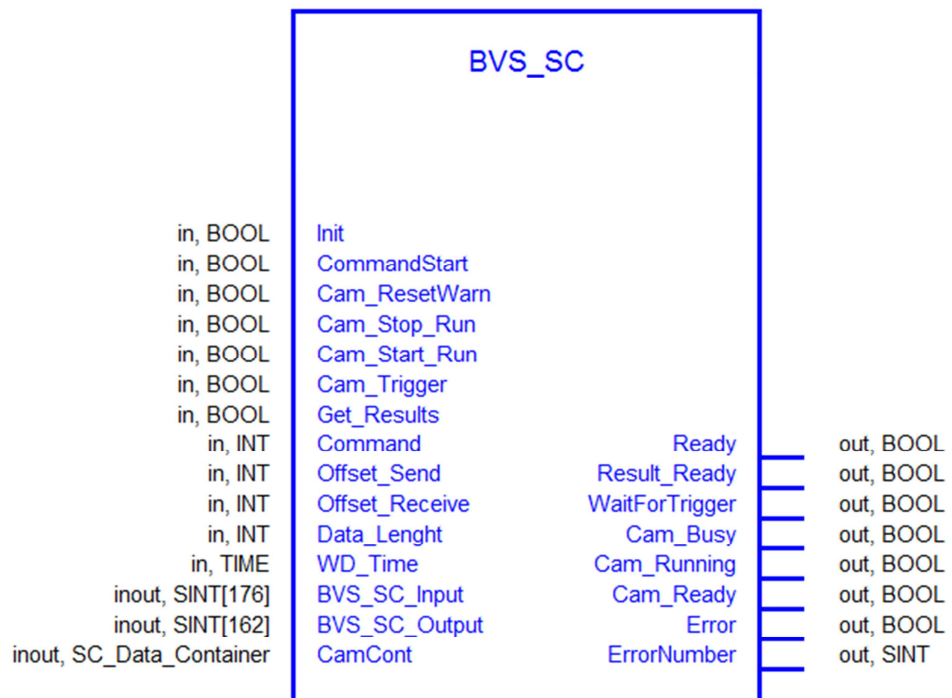 BVS_SC
in, BOOL Init
in, BOOL CommandStart
in, BOOL Cam_ResetWarn
in, BOOL Cam_Stop_Run
in, BOOL Cam_Start_Run
in, BOOL Cam_Trigger
in, BOOL Get_Results
in, INT Command Ready out, BOOL
in, INT Offset_Send Result_Ready out, BOOL
in, INT Offset_Receive WaitForTrigger out, BOOL
in, INT Data_Lenght Cam_Busy out, BOOL
in, TIME WD_Time Cam_Running out, BOOL
inout, SINT[176] BVS_SC_Input Cam_Ready out, BOOL
inout, SINT[162] BVS_SC_Output Error out, BOOL
inout, SC_Data_Container CamCont ErrorNumber out, SINT